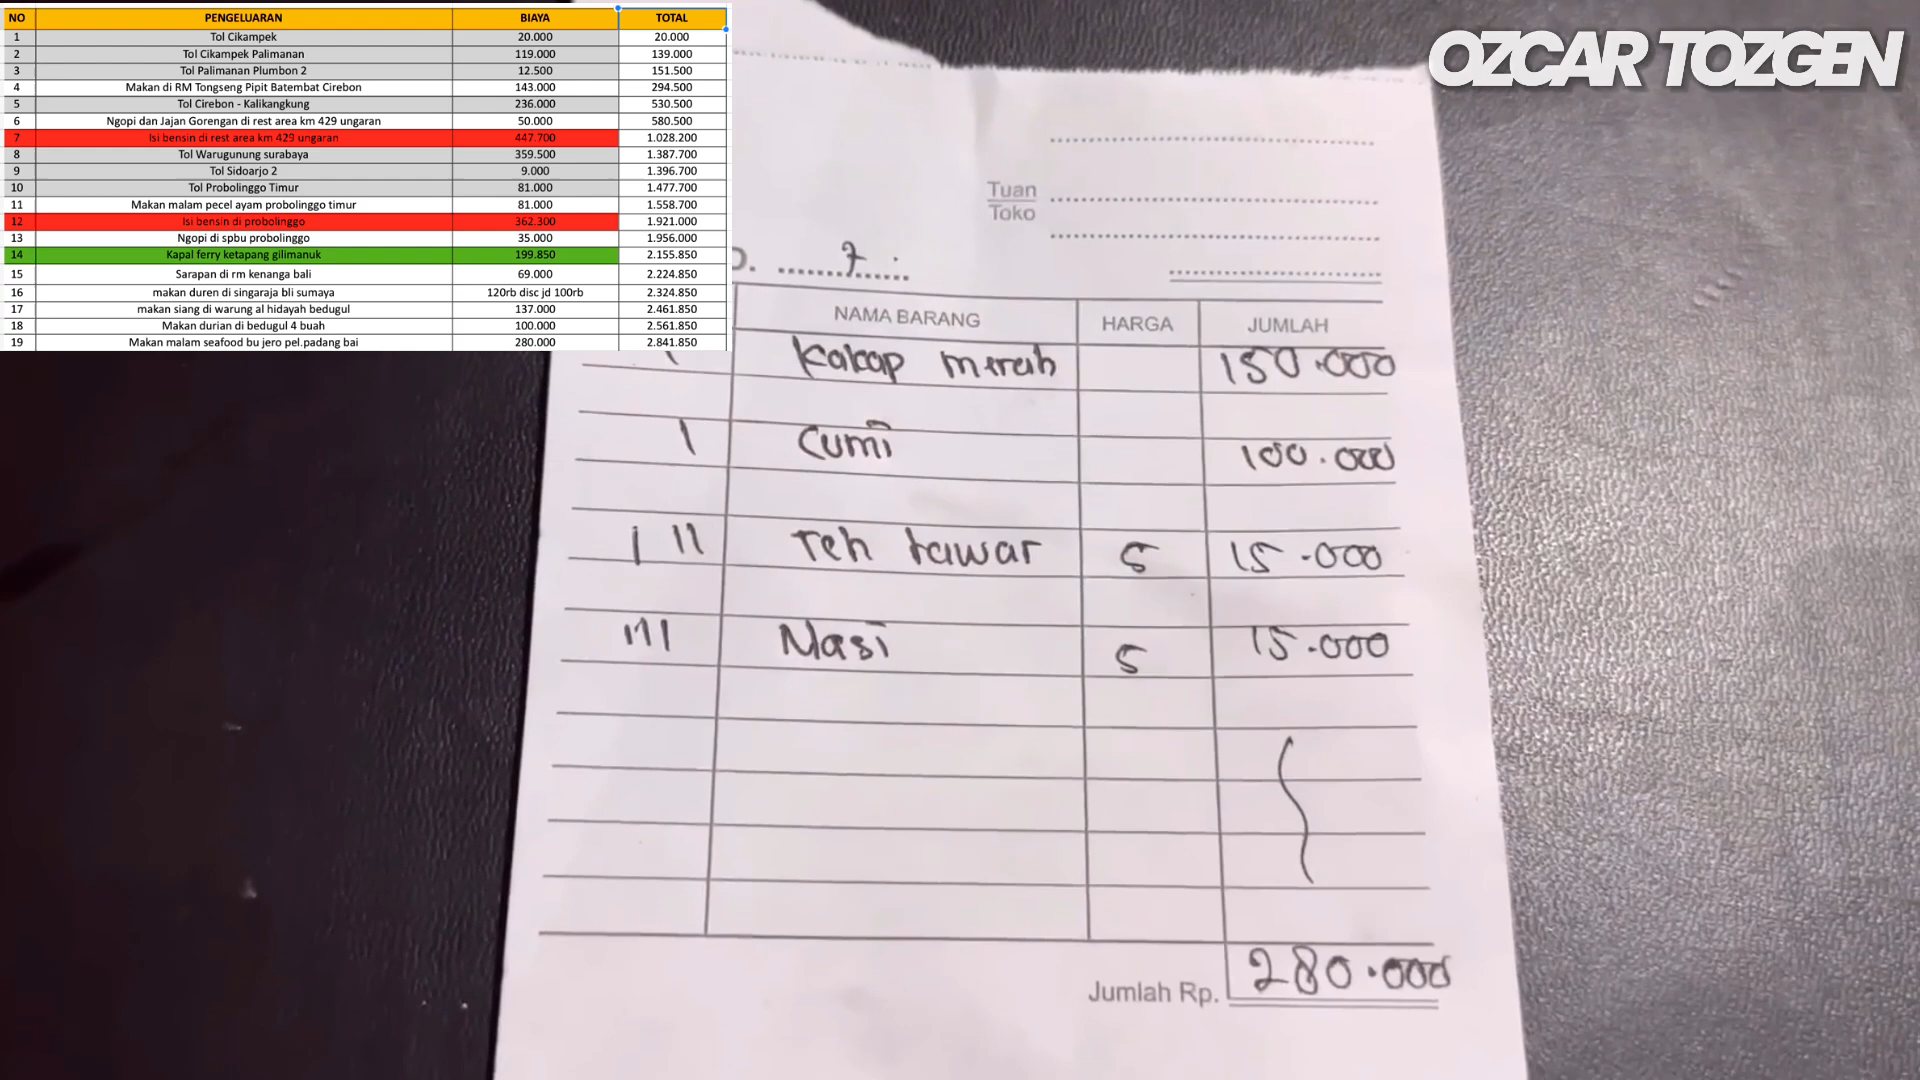 NO PENGELUARAN BIAYA TOTAL
1 Tol Cikampek 20.000 20.000
2 Tol Cikampek Palimanan 119.000 139.000
3 Tol Palimanan Plumbon 2 12.500 151.500
4 Makan di RM Tongseng Pipit Batembat Cirebon 143.000 294.500
5 Tol Cirebon - Kalikangkung 236.000 530.500
6 Ngopi dan Jajan Gorengan di rest area km 429 ungaran 50.000 580.500
7 Isi bensin di rest area km 429 ungaran 447.700 1.028.200
8 Tol Warugunung surabaya 359.500 1.387.700
9 Tol Sidoarjo 2 9.000 1.396.700
10 Tol Probolinggo Timur 81.000 1.477.700
11 Makan malam pecel ayam probolinggo timur 81.000 1.558.700
12 Isi bensin di probolinggo 362.300 1.921.000
13 Ngopi di spbu probolinggo 35.000 1.956.000
14 Kapal ferry ketapang gilimanuk 199.850 2.155.850
15 Sarapan di rm kenanga bali 69.000 2.224.850
16 makan duren di singaraja bli sumaya 120rb disc jd 100rb 2.324.850
17 makan siang di warung al hidayah bedugul 137.000 2.461.850
18 Makan durian di bedugul 4 buah 100.000 2.561.850
19 Makan malam seafood bu jero pel.padang bai 280.000 2.841.850
OZCAR TOZGEN
Tuan
Toko
O. 7
NAMA BARANG HARGA JUMLAH
1 Kakap merah 150.000
1 Cumi 100.000
111 Teh tawar 5 15.000
111 Nasi 5 15.000
Jumlah Rp. 280.000